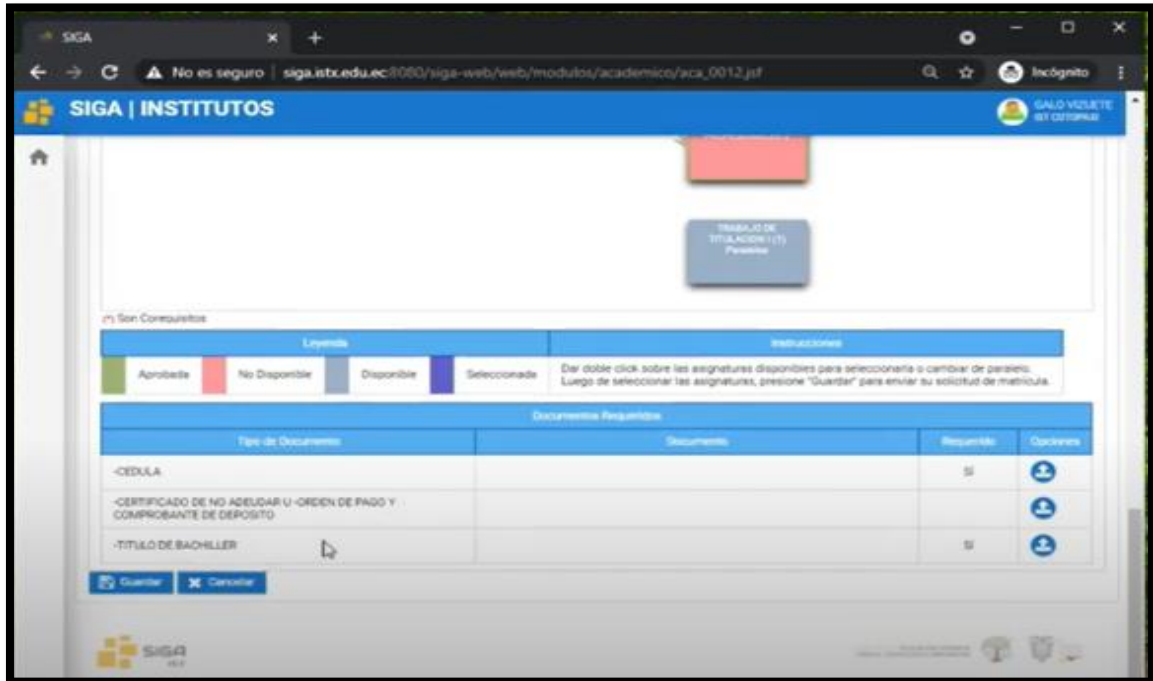 SIGA
No es seguro siga.istx.edu.ec:8080/siga-web/web/modulos/academico/aca_0012.jsf
Incógnito
SIGA | INSTITUTOS
GALO VIZUETE
IST COTOPAXI
TRABAJO DE
TITULACION I (1)
(*) Son Corequisitos
Leyenda
Instrucciones
Aprobada
No Disponible
Disponible
Seleccionada
Dar doble click sobre las asignaturas disponibles para seleccionarla o cambiar de paralelo.
Luego de seleccionar las asignaturas, presione "Guardar" para enviar su solicitud de matrícula.
Documentos Requeridos
Tipo de Documento
Documento
Requerido
Opciones
-CEDULA
SI
-CERTIFICADO DE NO ADEUDAR U -ORDEN DE PAGO Y
COMPROBANTE DE DEPOSITO
-TITULO DE BACHILLER
SI
Guardar
Cancelar
SIGA